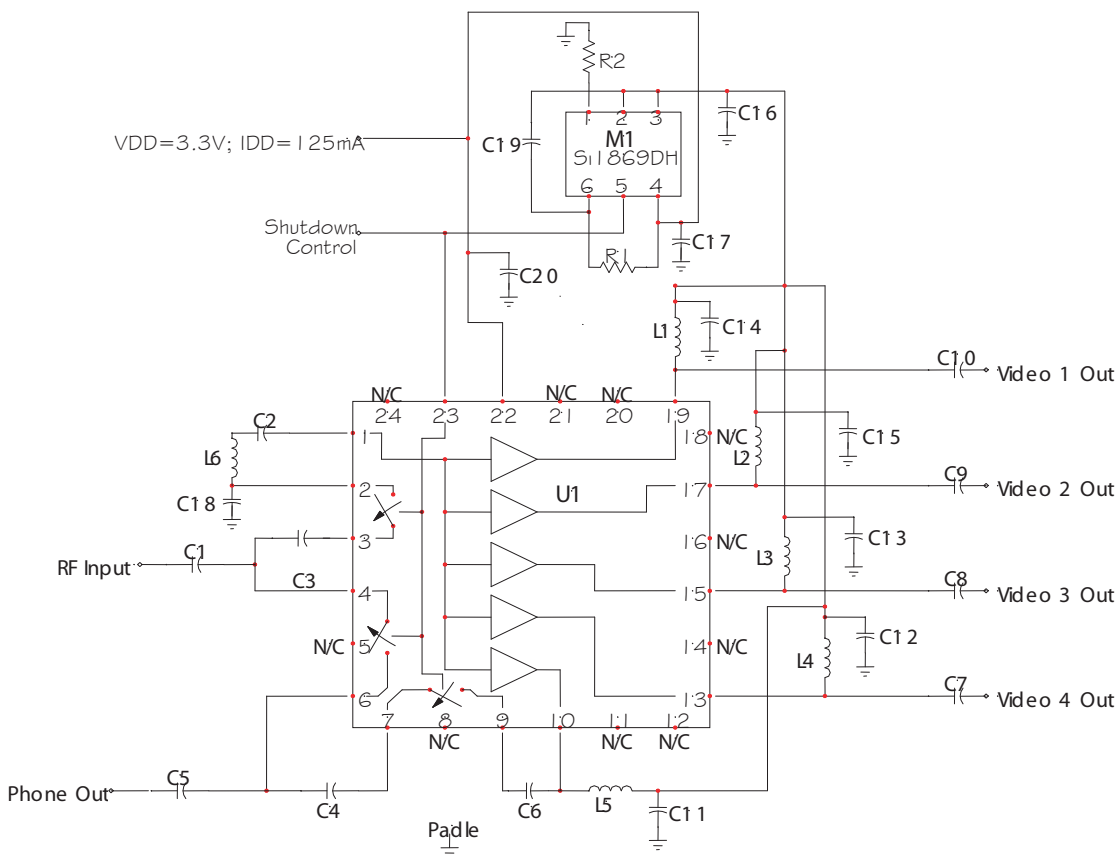 R2
C16
1 2 3
C19
M1
Si1869DH
VDD=3.3V; IDD=125mA
6 5 4
Shutdown
Control
C17
R1
C20
L1
C14
C10
Video 1 Out
N/C
N/C
N/C
24 23 22 21 20 19
C2
1
18
N/C
C15
L6
L2
C9
2
U1
17
Video 2 Out
C18
3
16
N/C
C13
C1
L3
C8
RF Input
C3
4
15
Video 3 Out
N/C
5
14
N/C
C12
L4
C7
6
13
Video 4 Out
7 8 9 10 11 12
N/C
N/C
N/C
C5
Phone Out
C4
C6
L5
C11
Padle